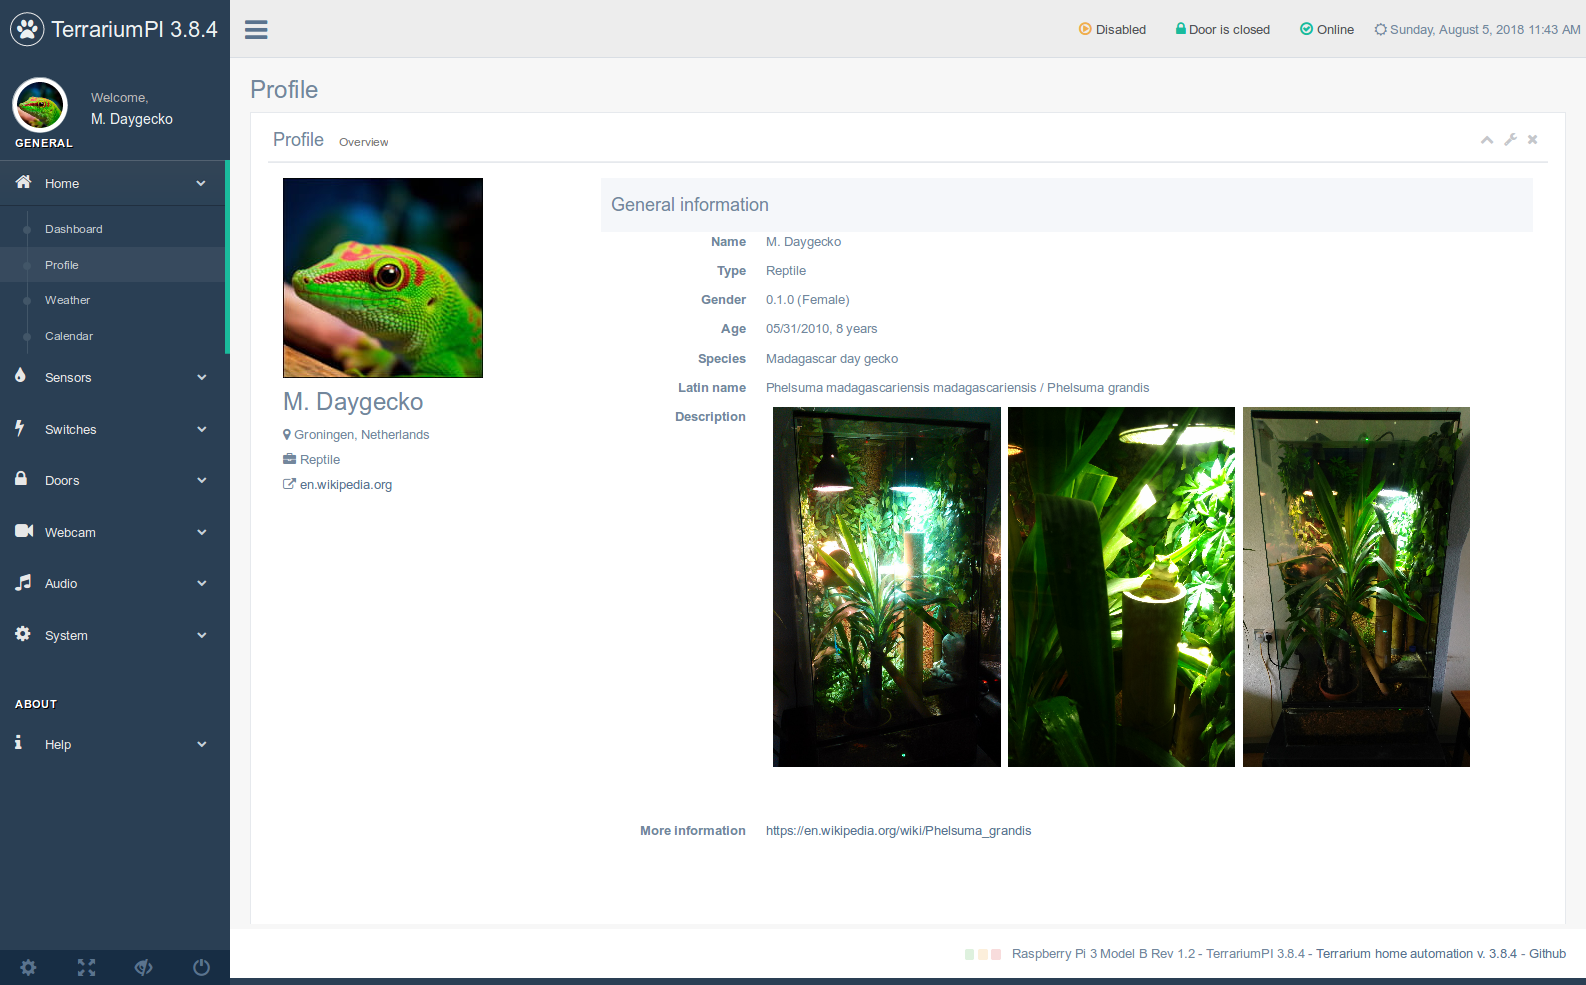 TerrariumPI 3.8.4
Disabled
Door is closed
Online
Sunday, August 5, 2018 11:43 AM
Welcome,
M. Daygecko
GENERAL
Home
Dashboard
Profile
Weather
Calendar
Sensors
Switches
Doors
Webcam
Audio
System
ABOUT
Help
Profile
Profile Overview
M. Daygecko
Groningen, Netherlands
Reptile
en.wikipedia.org
General information
Name M. Daygecko
Type Reptile
Gender 0.1.0 (Female)
Age 05/31/2010, 8 years
Species Madagascar day gecko
Latin name Phelsuma madagascariensis madagascariensis / Phelsuma grandis
Description
More information https://en.wikipedia.org/wiki/Phelsuma_grandis
Raspberry Pi 3 Model B Rev 1.2 - TerrariumPI 3.8.4 - Terrarium home automation v. 3.8.4 - Github